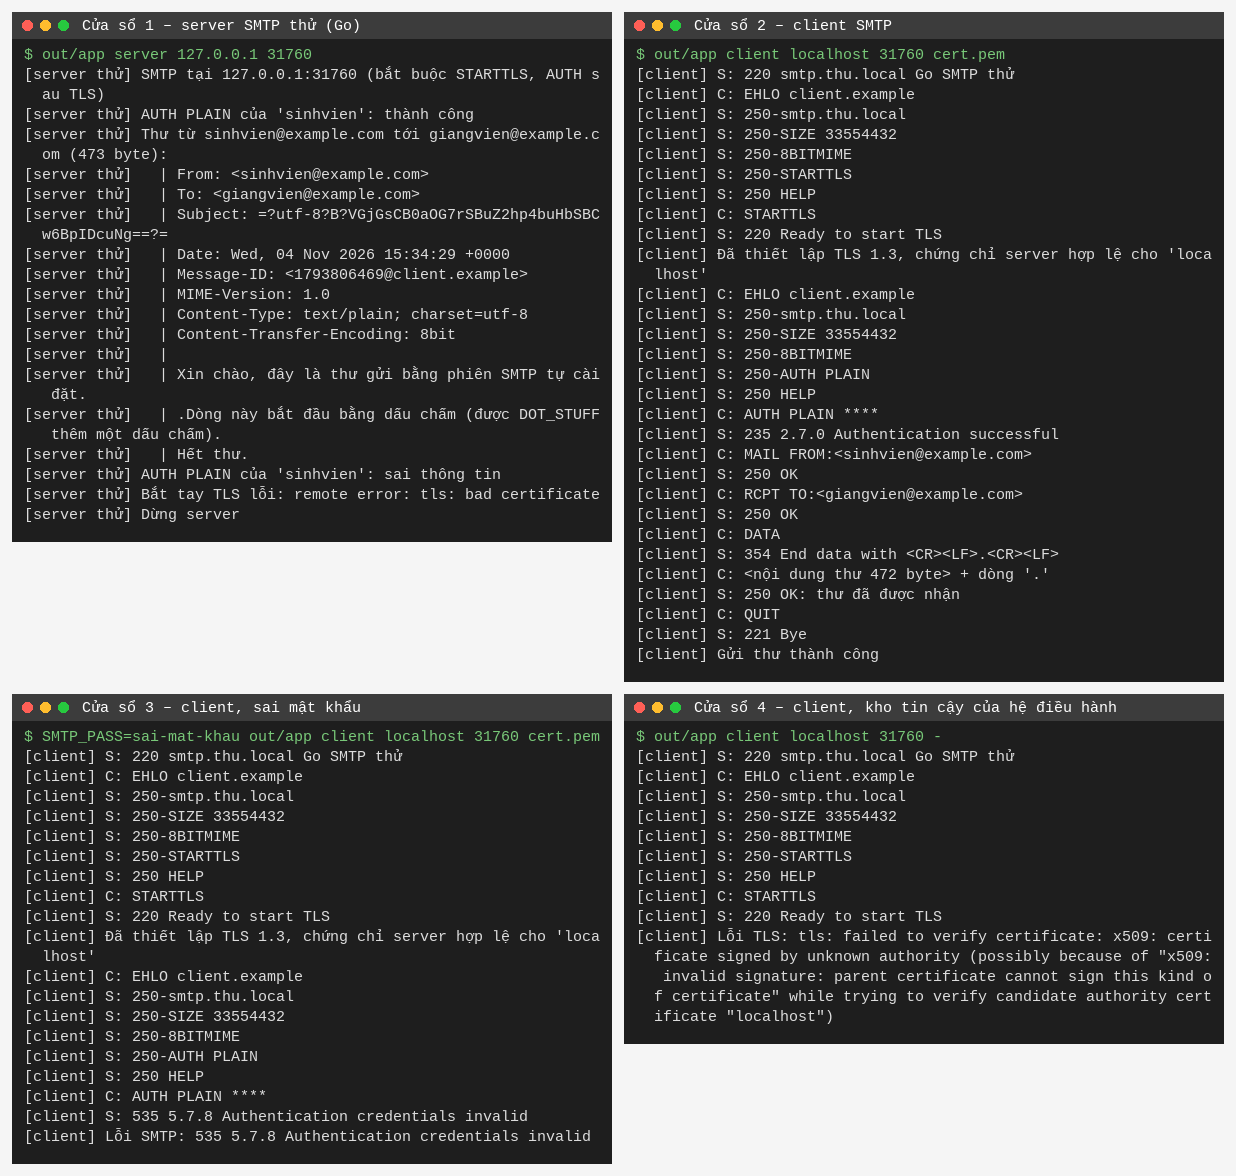 Cửa sổ 1 – server SMTP thử (Go)
$ out/app server 127.0.0.1 31760
[server thử] SMTP tại 127.0.0.1:31760 (bắt buộc STARTTLS, AUTH s
au TLS)
[server thử] AUTH PLAIN của 'sinhvien': thành công
[server thử] Thư từ sinhvien@example.com tới giangvien@example.c
om (473 byte):
[server thử]   | From: <sinhvien@example.com>
[server thử]   | To: <giangvien@example.com>
[server thử]   | Subject: =?utf-8?B?VGjGsCB0aOG7rSBuZ2hp4buHbSBC
w6BpIDcuNg==?=
[server thử]   | Date: Wed, 04 Nov 2026 15:34:29 +0000
[server thử]   | Message-ID: <1793806469@client.example>
[server thử]   | MIME-Version: 1.0
[server thử]   | Content-Type: text/plain; charset=utf-8
[server thử]   | Content-Transfer-Encoding: 8bit
[server thử]   |
[server thử]   | Xin chào, đây là thư gửi bằng phiên SMTP tự cài
đặt.
[server thử]   | .Dòng này bắt đầu bằng dấu chấm (được DOT_STUFF
thêm một dấu chấm).
[server thử]   | Hết thư.
[server thử] AUTH PLAIN của 'sinhvien': sai thông tin
[server thử] Bắt tay TLS lỗi: remote error: tls: bad certificate
[server thử] Dừng server
Cửa sổ 2 – client SMTP
$ out/app client localhost 31760 cert.pem
[client] S: 220 smtp.thu.local Go SMTP thử
[client] C: EHLO client.example
[client] S: 250-smtp.thu.local
[client] S: 250-SIZE 33554432
[client] S: 250-8BITMIME
[client] S: 250-STARTTLS
[client] S: 250 HELP
[client] C: STARTTLS
[client] S: 220 Ready to start TLS
[client] Đã thiết lập TLS 1.3, chứng chỉ server hợp lệ cho 'loca
lhost'
[client] C: EHLO client.example
[client] S: 250-smtp.thu.local
[client] S: 250-SIZE 33554432
[client] S: 250-8BITMIME
[client] S: 250-AUTH PLAIN
[client] S: 250 HELP
[client] C: AUTH PLAIN ****
[client] S: 235 2.7.0 Authentication successful
[client] C: MAIL FROM:<sinhvien@example.com>
[client] S: 250 OK
[client] C: RCPT TO:<giangvien@example.com>
[client] S: 250 OK
[client] C: DATA
[client] S: 354 End data with <CR><LF>.<CR><LF>
[client] C: <nội dung thư 472 byte> + dòng '.'
[client] S: 250 OK: thư đã được nhận
[client] C: QUIT
[client] S: 221 Bye
[client] Gửi thư thành công
Cửa sổ 3 – client, sai mật khẩu
$ SMTP_PASS=sai-mat-khau out/app client localhost 31760 cert.pem
[client] S: 220 smtp.thu.local Go SMTP thử
[client] C: EHLO client.example
[client] S: 250-smtp.thu.local
[client] S: 250-SIZE 33554432
[client] S: 250-8BITMIME
[client] S: 250-STARTTLS
[client] S: 250 HELP
[client] C: STARTTLS
[client] S: 220 Ready to start TLS
[client] Đã thiết lập TLS 1.3, chứng chỉ server hợp lệ cho 'loca
lhost'
[client] C: EHLO client.example
[client] S: 250-smtp.thu.local
[client] S: 250-SIZE 33554432
[client] S: 250-8BITMIME
[client] S: 250-AUTH PLAIN
[client] S: 250 HELP
[client] C: AUTH PLAIN ****
[client] S: 535 5.7.8 Authentication credentials invalid
[client] Lỗi SMTP: 535 5.7.8 Authentication credentials invalid
Cửa sổ 4 – client, kho tin cậy của hệ điều hành
$ out/app client localhost 31760 -
[client] S: 220 smtp.thu.local Go SMTP thử
[client] C: EHLO client.example
[client] S: 250-smtp.thu.local
[client] S: 250-SIZE 33554432
[client] S: 250-8BITMIME
[client] S: 250-STARTTLS
[client] S: 250 HELP
[client] C: STARTTLS
[client] S: 220 Ready to start TLS
[client] Lỗi TLS: tls: failed to verify certificate: x509: certi
ficate signed by unknown authority (possibly because of "x509:
invalid signature: parent certificate cannot sign this kind o
f certificate" while trying to verify candidate authority cert
ificate "localhost")